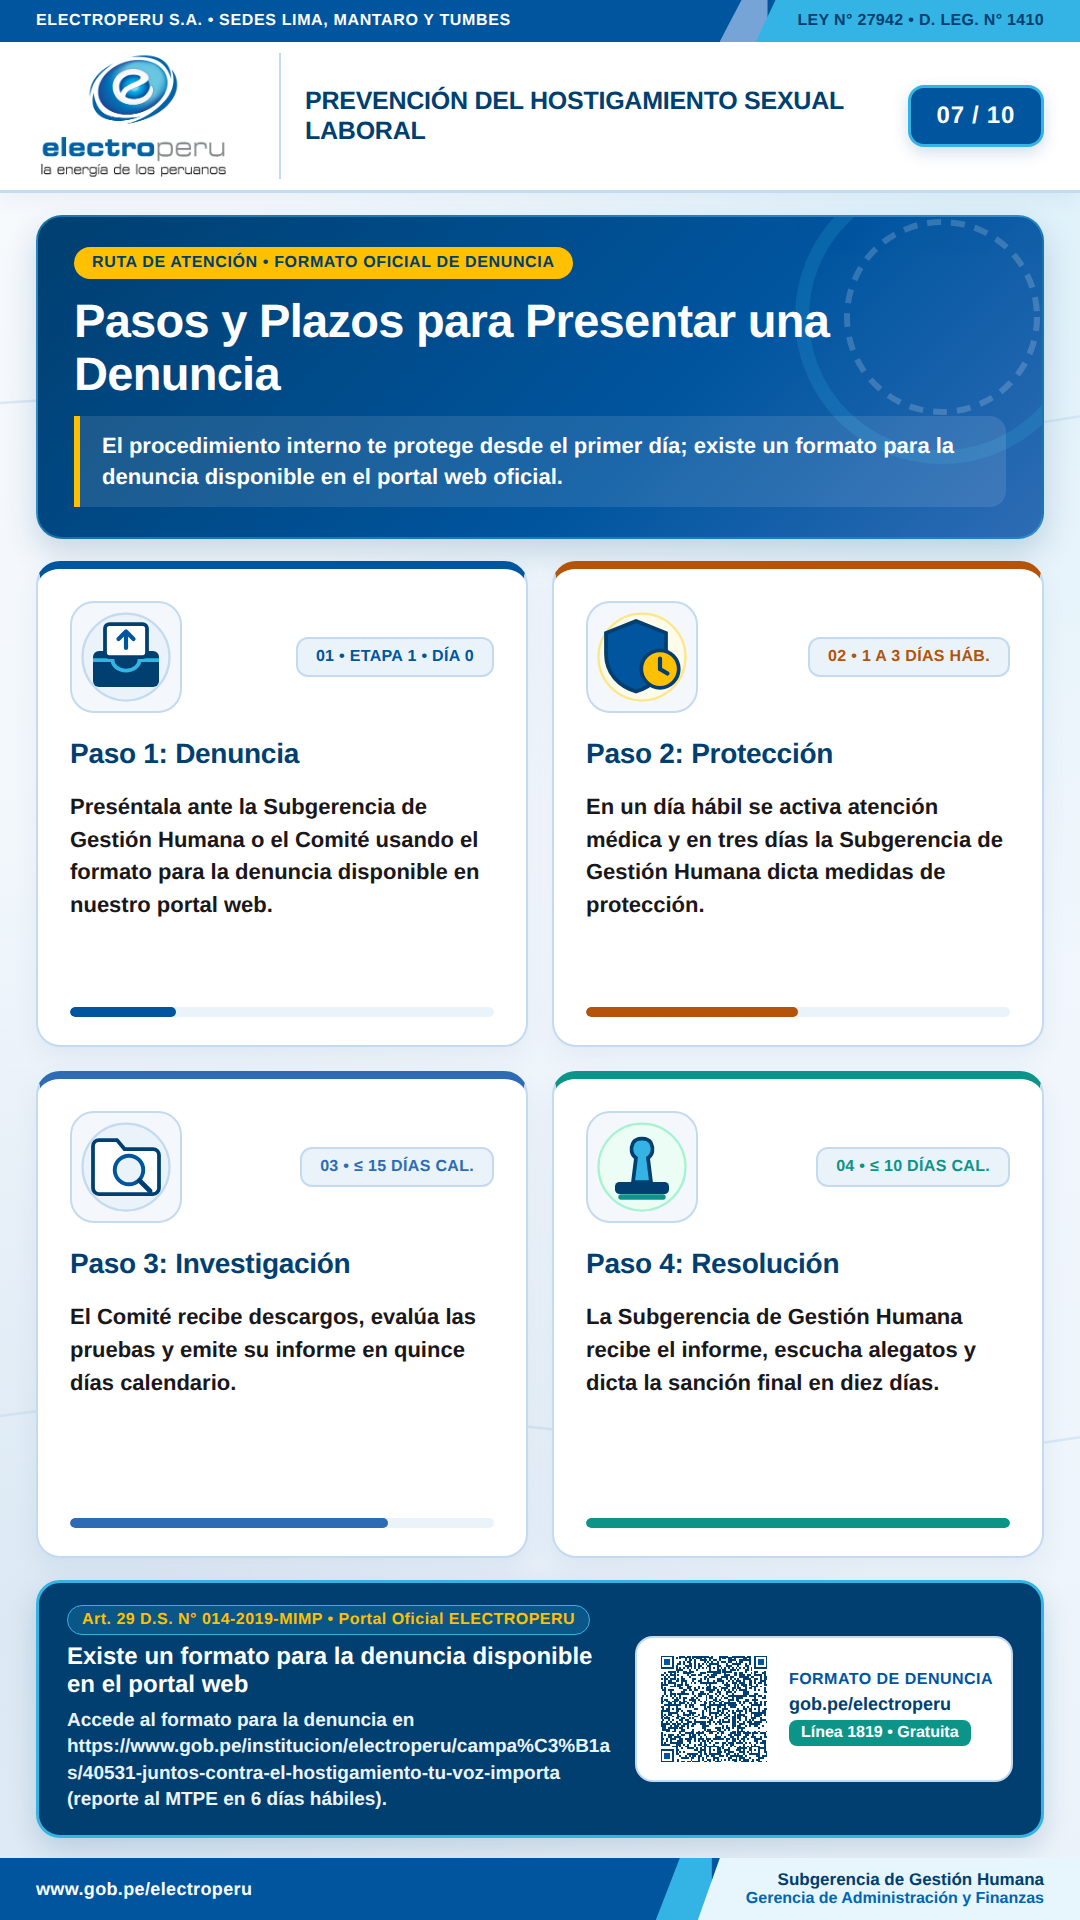 ELECTROPERU S.A. • SEDES LIMA, MANTARO Y TUMBES
LEY N° 27942 • D. LEG. N° 1410
electroperu
la energía de los peruanos
PREVENCIÓN DEL HOSTIGAMIENTO SEXUAL
LABORAL
07 / 10
RUTA DE ATENCIÓN • FORMATO OFICIAL DE DENUNCIA
Pasos y Plazos para Presentar una
Denuncia
El procedimiento interno te protege desde el primer día; existe un formato para la
denuncia disponible en el portal web oficial.
01 • ETAPA 1 • DÍA 0
Paso 1: Denuncia
Preséntala ante la Subgerencia de
Gestión Humana o el Comité usando el
formato para la denuncia disponible en
nuestro portal web.
02 • 1 A 3 DÍAS HÁB.
Paso 2: Protección
En un día hábil se activa atención
médica y en tres días la Subgerencia de
Gestión Humana dicta medidas de
protección.
03 • ≤ 15 DÍAS CAL.
Paso 3: Investigación
El Comité recibe descargos, evalúa las
pruebas y emite su informe en quince
días calendario.
04 • ≤ 10 DÍAS CAL.
Paso 4: Resolución
La Subgerencia de Gestión Humana
recibe el informe, escucha alegatos y
dicta la sanción final en diez días.
Art. 29 D.S. N° 014-2019-MIMP • Portal Oficial ELECTROPERU
Existe un formato para la denuncia disponible
en el portal web
Accede al formato para la denuncia en
https://www.gob.pe/institucion/electroperu/campa%C3%B1a
s/40531-juntos-contra-el-hostigamiento-tu-voz-importa
(reporte al MTPE en 6 días hábiles).
FORMATO DE DENUNCIA
gob.pe/electroperu
Línea 1819 • Gratuita
www.gob.pe/electroperu
Subgerencia de Gestión Humana
Gerencia de Administración y Finanzas